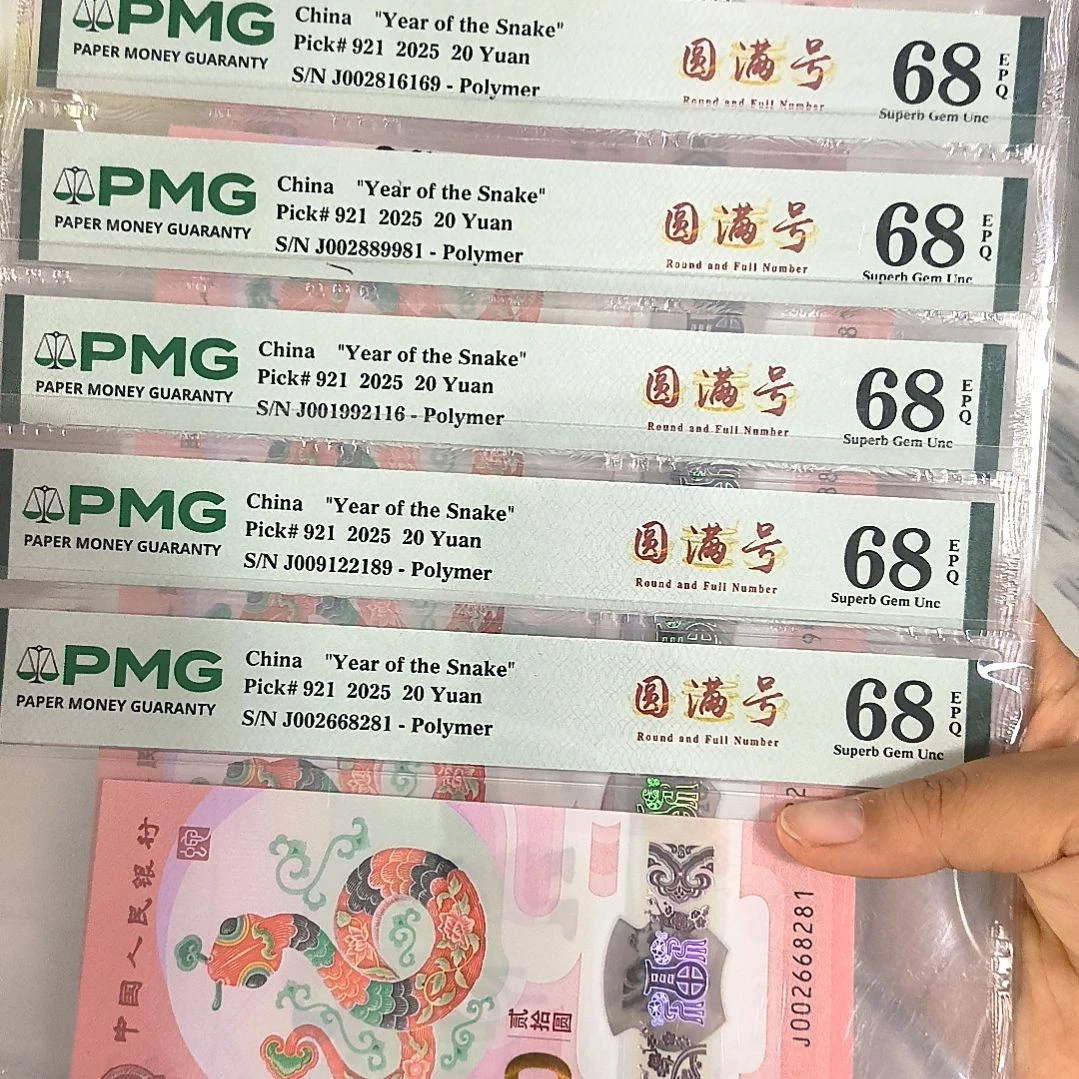 PMG
PAPER MONEY GUARANTY
China "Year of the Snake"
Pick# 921 2025 20 Yuan
S/N J002816169 - Polymer
圆满号
Round and Full Number
68
EPQ
Superb Gem Unc
PMG
PAPER MONEY GUARANTY
China "Year of the Snake"
Pick# 921 2025 20 Yuan
S/N J002889981 - Polymer
圆满号
Round and Full Number
68
EPQ
Superb Gem Unc
PMG
PAPER MONEY GUARANTY
China "Year of the Snake"
Pick# 921 2025 20 Yuan
S/N J001992116 - Polymer
圆满号
Round and Full Number
68
EPQ
Superb Gem Unc
PMG
PAPER MONEY GUARANTY
China "Year of the Snake"
Pick# 921 2025 20 Yuan
S/N J009122189 - Polymer
圆满号
Round and Full Number
68
EPQ
Superb Gem Unc
PMG
PAPER MONEY GUARANTY
China "Year of the Snake"
Pick# 921 2025 20 Yuan
S/N J002668281 - Polymer
圆满号
Round and Full Number
68
EPQ
Superb Gem Unc
中国人民银行
贰拾圆
J002668281